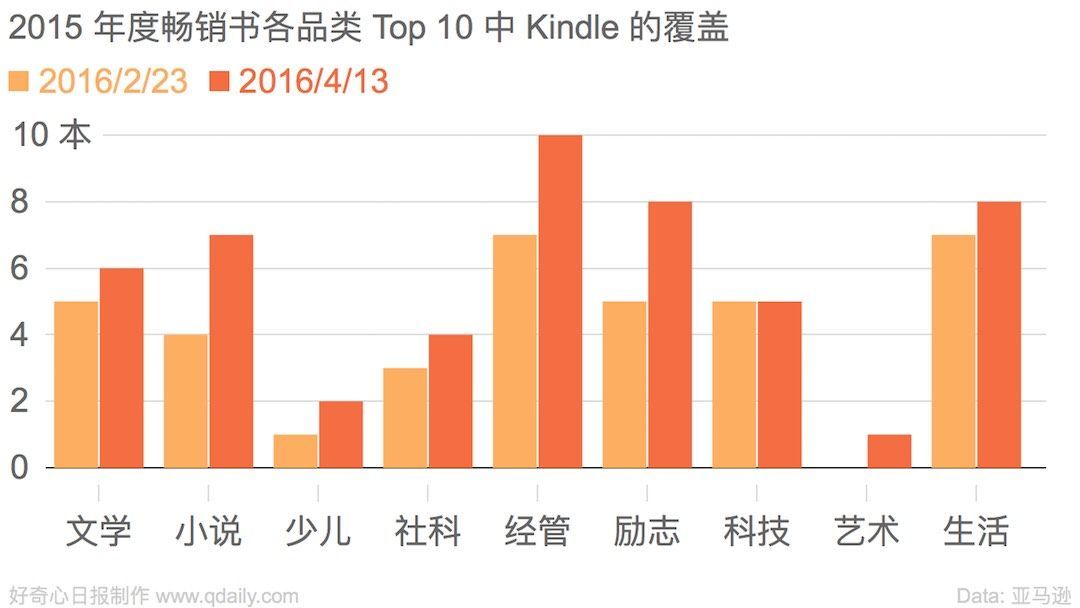 2015 年度畅销书各品类 Top 10 中 Kindle 的覆盖
2016/2/23 2016/4/13
10 本
8
6
4
2
0
文学 小说 少儿 社科 经管 励志 科技 艺术 生活
好奇心日报制作 www.qdaily.com Data: 亚马逊